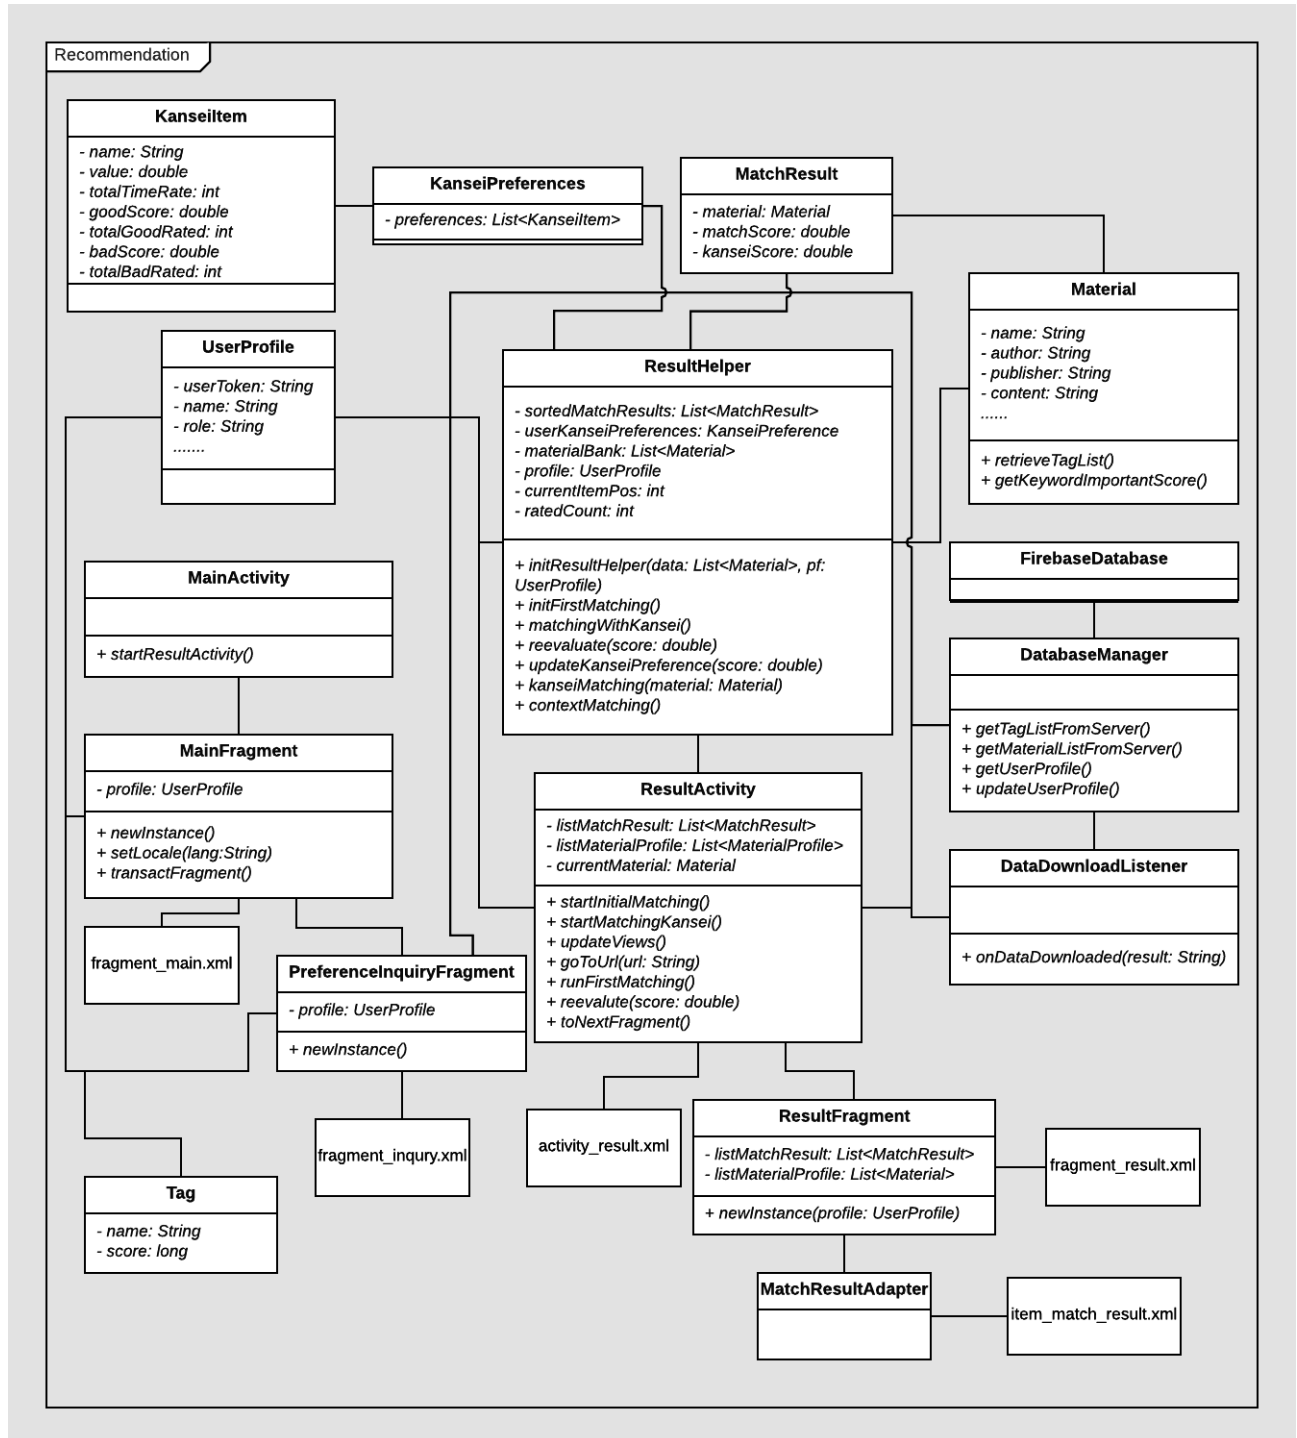 Recommendation
KanseiItem
- name: String
- value: double
- totalTimeRate: int
- goodScore: double
- totalGoodRated: int
- badScore: double
- totalBadRated: int
KanseiPreferences
- preferences: List<KanseiItem>
MatchResult
- material: Material
- matchScore: double
- kanseiScore: double
Material
- name: String
- author: String
- publisher: String
- content: String
......
+ retrieveTagList()
+ getKeywordImportantScore()
UserProfile
- userToken: String
- name: String
- role: String
.......
ResultHelper
- sortedMatchResults: List<MatchResult>
- userKanseiPreferences: KanseiPreference
- materialBank: List<Material>
- profile: UserProfile
- currentItemPos: int
- ratedCount: int
+ initResultHelper(data: List<Material>, pf:
UserProfile)
+ initFirstMatching()
+ matchingWithKansei()
+ reevaluate(score: double)
+ updateKanseiPreference(score: double)
+ kanseiMatching(material: Material)
+ contextMatching()
MainActivity
+ startResultActivity()
FirebaseDatabase
DatabaseManager
+ getTagListFromServer()
+ getMaterialListFromServer()
+ getUserProfile()
+ updateUserProfile()
MainFragment
- profile: UserProfile
+ newInstance()
+ setLocale(lang:String)
+ transactFragment()
ResultActivity
- listMatchResult: List<MatchResult>
- listMaterialProfile: List<MaterialProfile>
- currentMaterial: Material
+ startInitialMatching()
+ startMatchingKansei()
+ updateViews()
+ goToUrl(url: String)
+ runFirstMatching()
+ reevalute(score: double)
+ toNextFragment()
DataDownloadListener
+ onDataDownloaded(result: String)
fragment_main.xml
PreferenceInquiryFragment
- profile: UserProfile
+ newInstance()
fragment_inqury.xml
activity_result.xml
ResultFragment
- listMatchResult: List<MatchResult>
- listMaterialProfile: List<Material>
+ newInstance(profile: UserProfile)
fragment_result.xml
Tag
- name: String
- score: long
MatchResultAdapter
item_match_result.xml